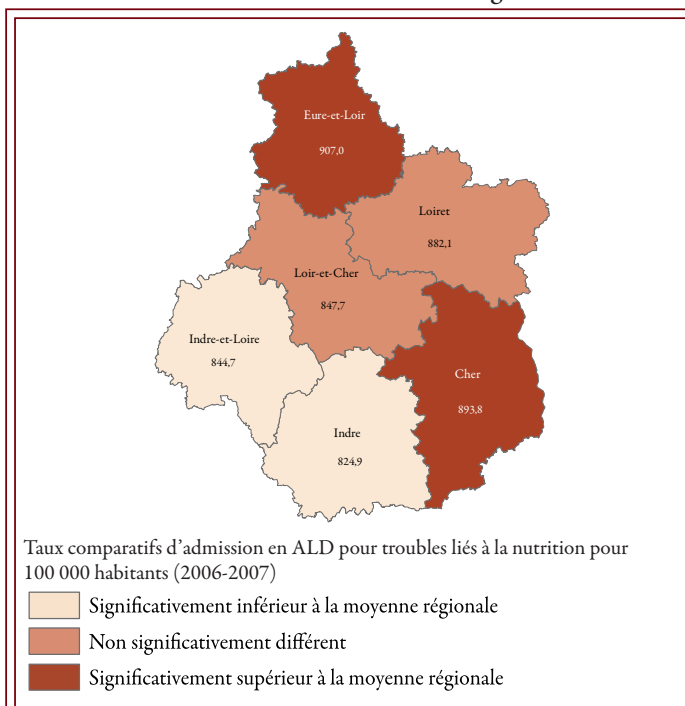 Eure-et-Loir
907,0
Loiret
882,1
Loir-et-Cher
847,7
Indre-et-Loire
844,7
Cher
893,8
Indre
824,9
Taux comparatifs d’admission en ALD pour troubles liés à la nutrition pour
100 000 habitants (2006-2007)
Significativement inférieur à la moyenne régionale
Non significativement différent
Significativement supérieur à la moyenne régionale